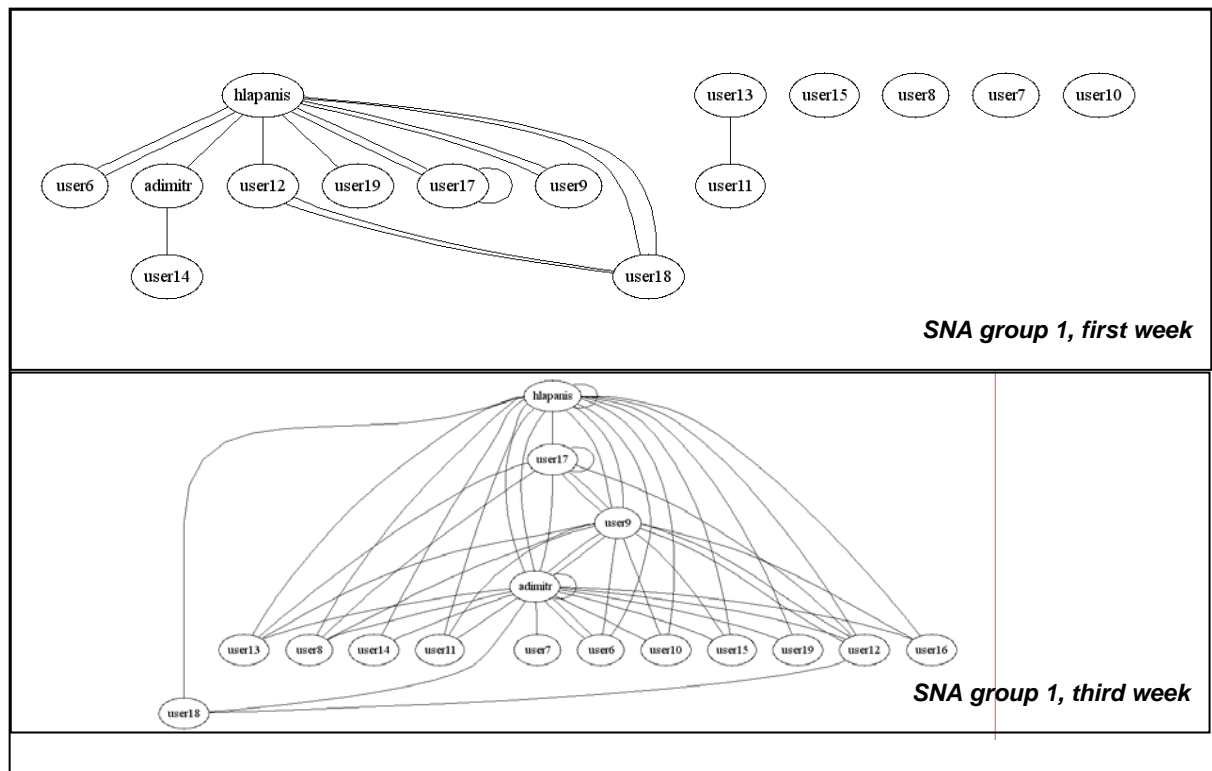 hlapanis
user13 user15 user8 user7 user10
user6 adimitr user12 user19 user17 user9 user11
user14 user18
SNA group 1, first week
hlapanis
user17
user9
adimitr
user13 user8 user14 user11 user7 user6 user10 user15 user19 user12 user16
SNA group 1, third week
user18